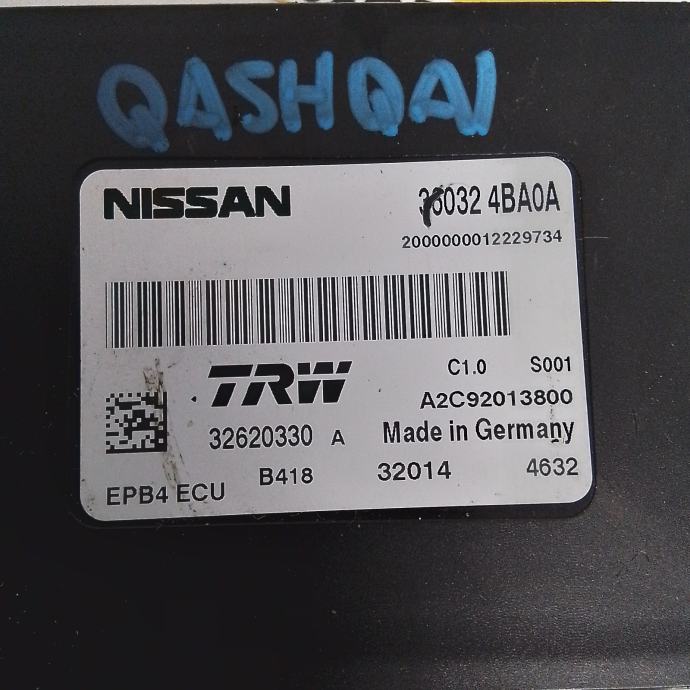 QASHQAI
NISSAN 36032 4BA0A
2000000012229734
C1.0 S001
TRW
A2C92013800
32620330 A Made in Germany
B418 32014 4632
EPB4 ECU